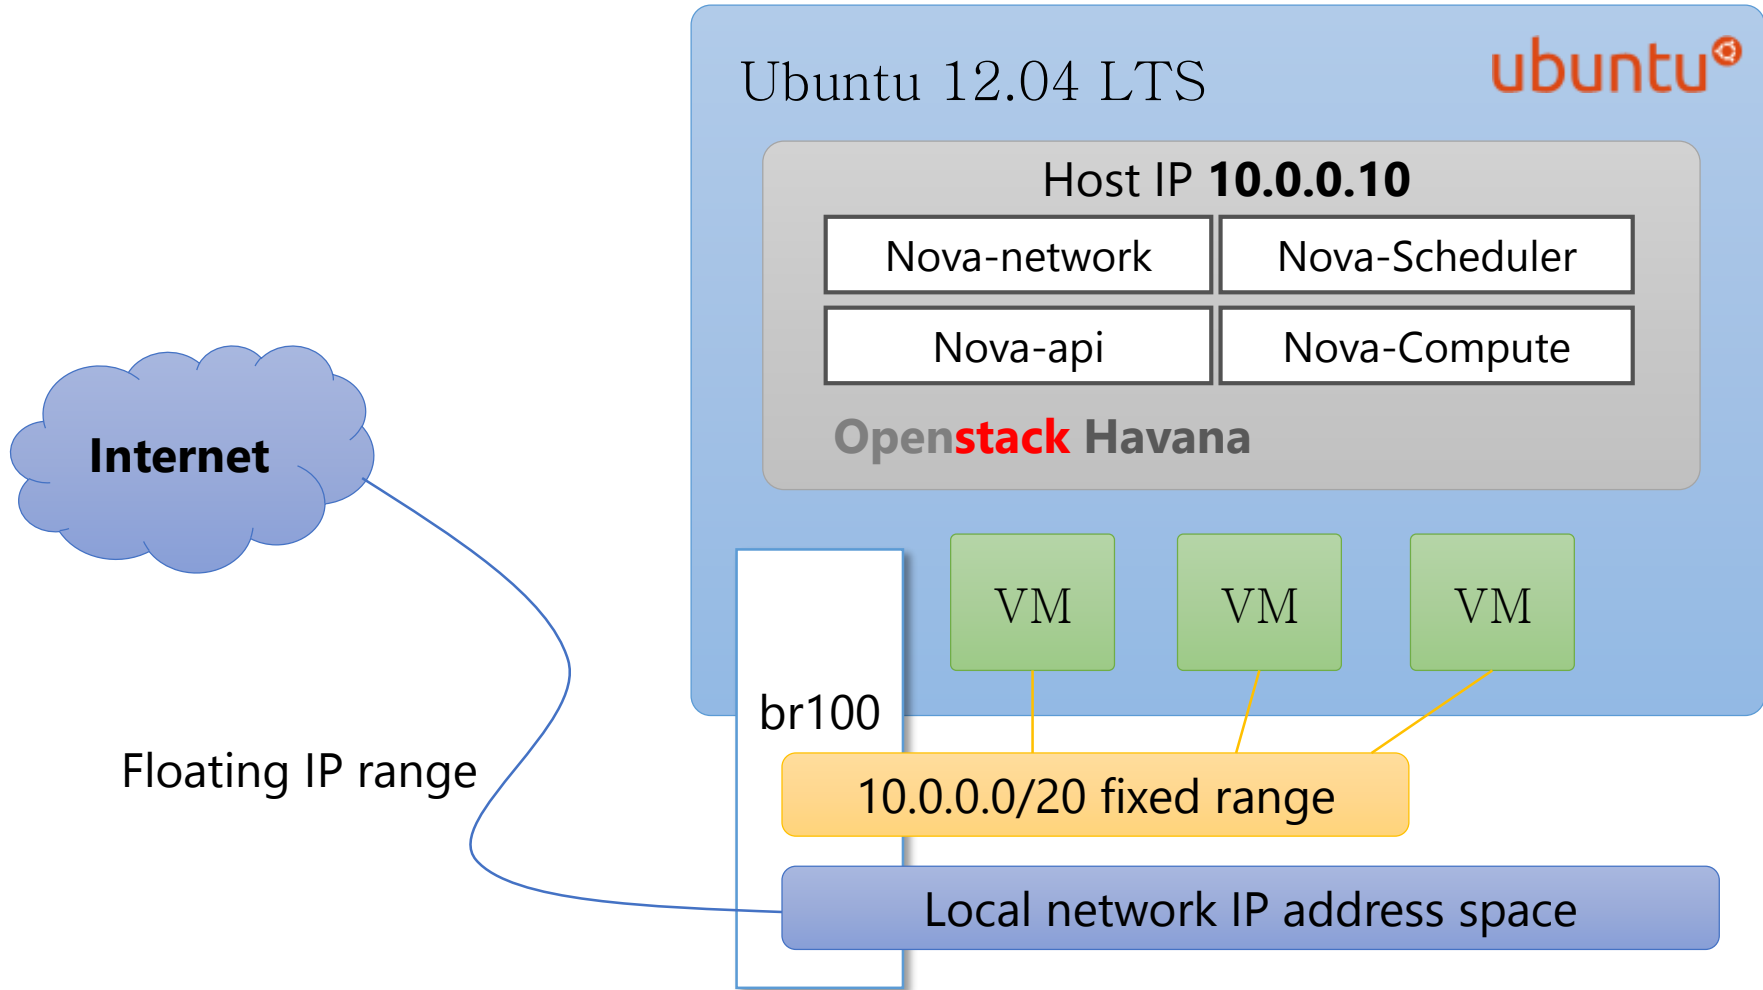 Ubuntu 12.04 LTS
ubuntu
Host IP 10.0.0.10
Nova-network
Nova-Scheduler
Nova-api
Nova-Compute
Openstack Havana
Internet
VM
VM
VM
br100
Floating IP range
10.0.0.0/20 fixed range
Local network IP address space